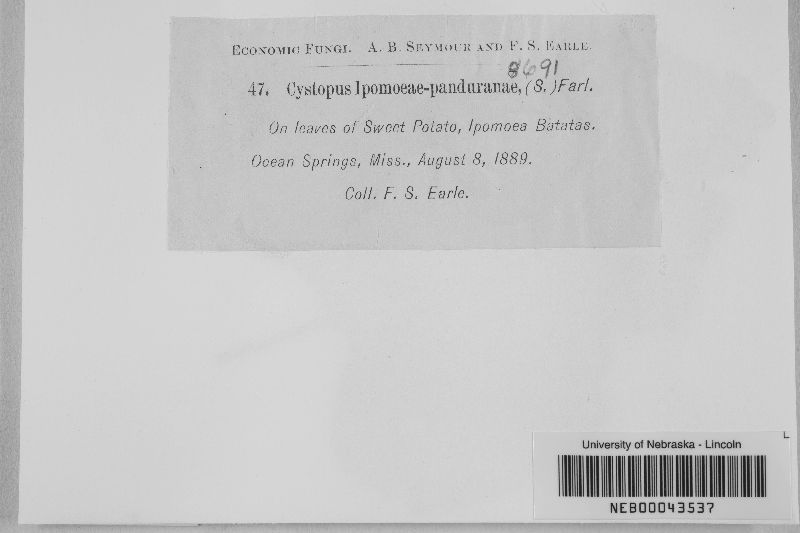 ECONOMIC FUNGI. A. B. SEYMOUR AND F. S. EARLE.
8691
47. Cystopus Ipomoeae-panduranae, (S.) Farl.
On leaves of Sweet Potato, Ipomoea Batatas.
Ocean Springs, Miss., August 8, 1889.
Coll. F. S. Earle.
L
University of Nebraska - Lincoln
NEB00043537